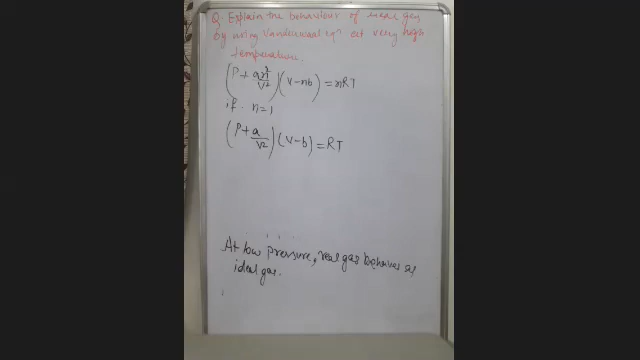 Q. Explain the behaviour of real gas
by using Vanderwaal eqn at very high
temperature.
(P + an²/V²) (V-nb) = nRT
if n=1
(P + a/V²) (V-b) = RT
At low pressure, real gas behaves as
ideal gas.